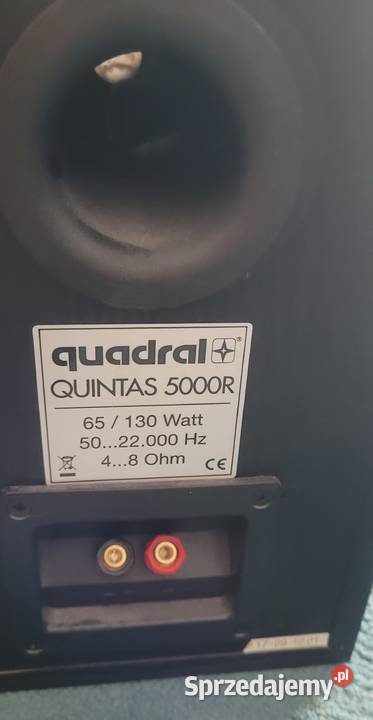 quadral ®
QUINTAS 5000R
65 / 130 Watt
50...22.000 Hz
4...8 Ohm CE
Sprzedajemy.pl